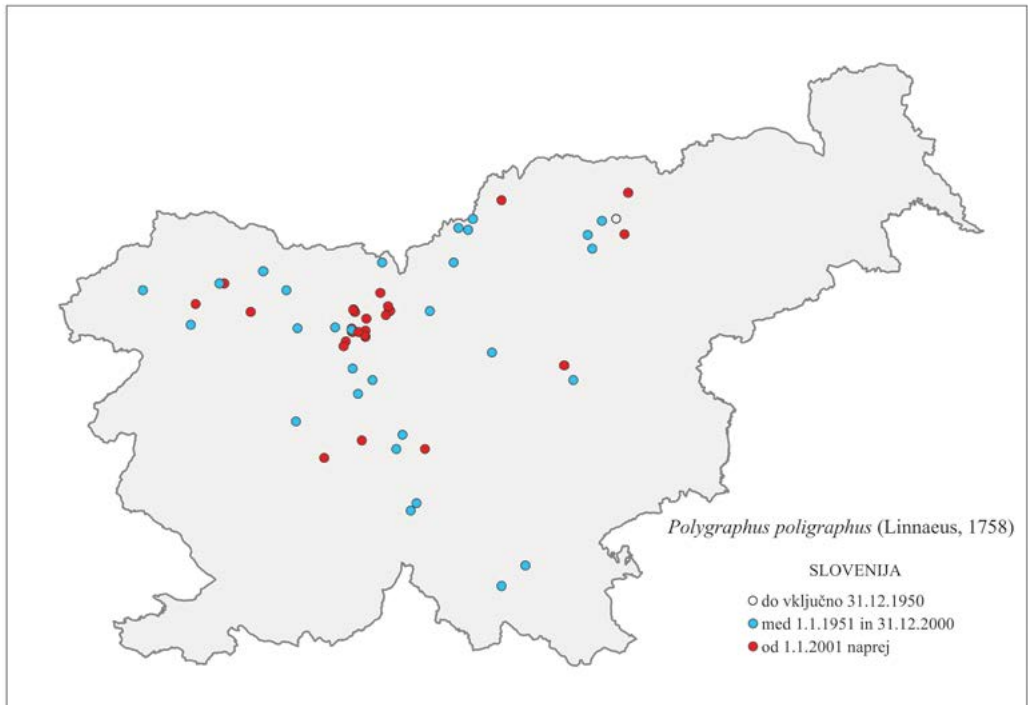 Polygraphus poligraphus (Linnaeus, 1758)
SLOVENIJA
do vključno 31.12.1950
med 1.1.1951 in 31.12.2000
od 1.1.2001 naprej